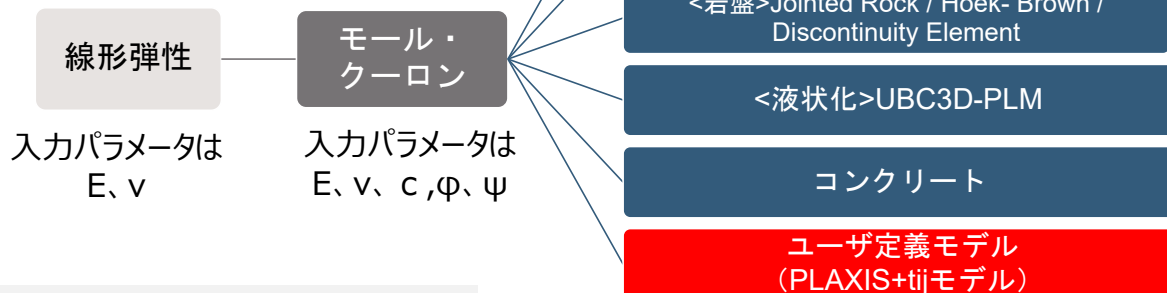 <岩盤>Jointed Rock / Hoek- Brown /
Discontinuity Element
線形弾性
モール・
クーロン
<液状化>UBC3D-PLM
入力パラメータは
E、ν
入力パラメータは
E、ν、c ,φ、ψ
コンクリート
ユーザ定義モデル
（PLAXIS+tijモデル）